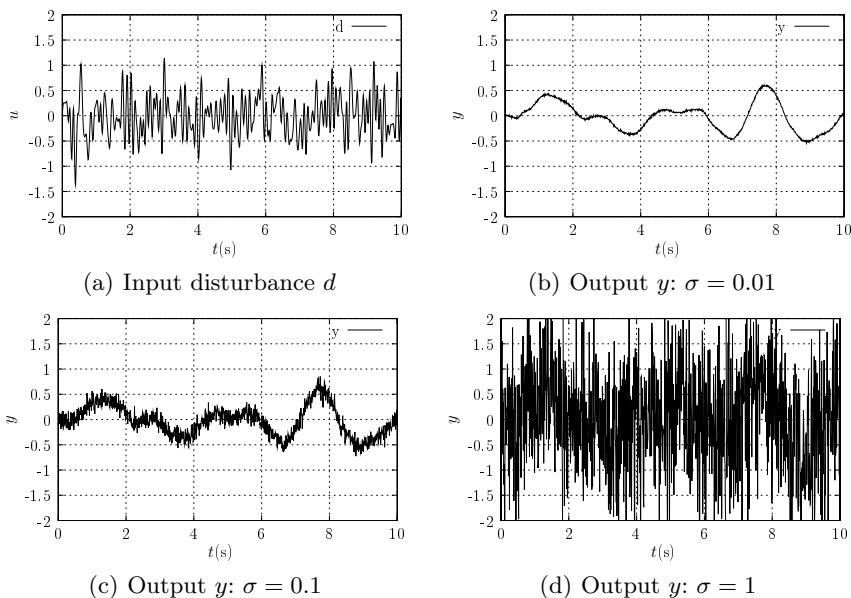 2
1.5
1
0.5
0
-0.5
-1
-1.5
-2
u
d
0 2 4 6 8 10
t(s)
(a) Input disturbance d
2
1.5
1
0.5
0
-0.5
-1
-1.5
-2
y
y
0 2 4 6 8 10
t(s)
(b) Output y: σ = 0.01
2
1.5
1
0.5
0
-0.5
-1
-1.5
-2
y
y
0 2 4 6 8 10
t(s)
(c) Output y: σ = 0.1
2
1.5
1
0.5
0
-0.5
-1
-1.5
-2
y
y
0 2 4 6 8 10
t(s)
(d) Output y: σ = 1